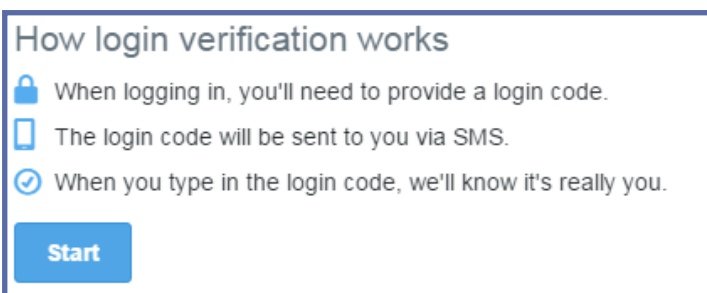 How login verification works
When logging in, you'll need to provide a login code.
The login code will be sent to you via SMS.
When you type in the login code, we'll know it's really you.
Start